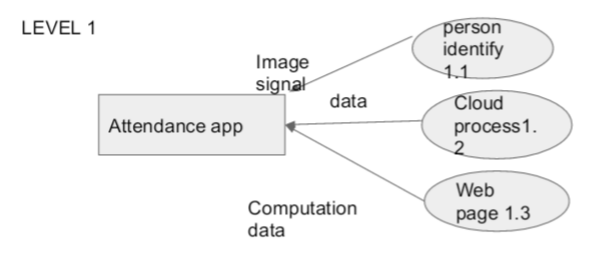 LEVEL 1
person
identify
1.1
Image
signal
data
Cloud
process1.
2
Attendance app
Web
page 1.3
Computation
data